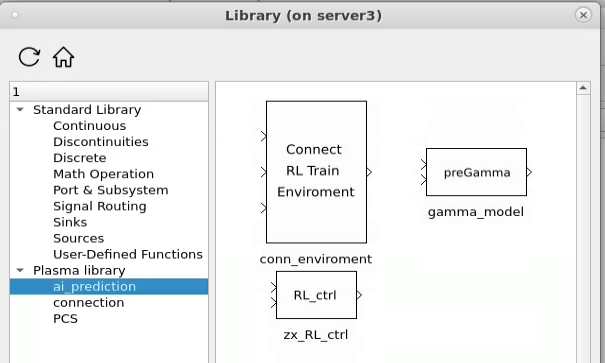 Library (on server3)
1
Standard Library
Continuous
Discontinuities
Discrete
Math Operation
Port & Subsystem
Signal Routing
Sinks
Sources
User-Defined Functions
Plasma library
ai_prediction
connection
PCS
Connect
RL Train
Enviroment
conn_enviroment
preGamma
gamma_model
RL_ctrl
zx_RL_ctrl